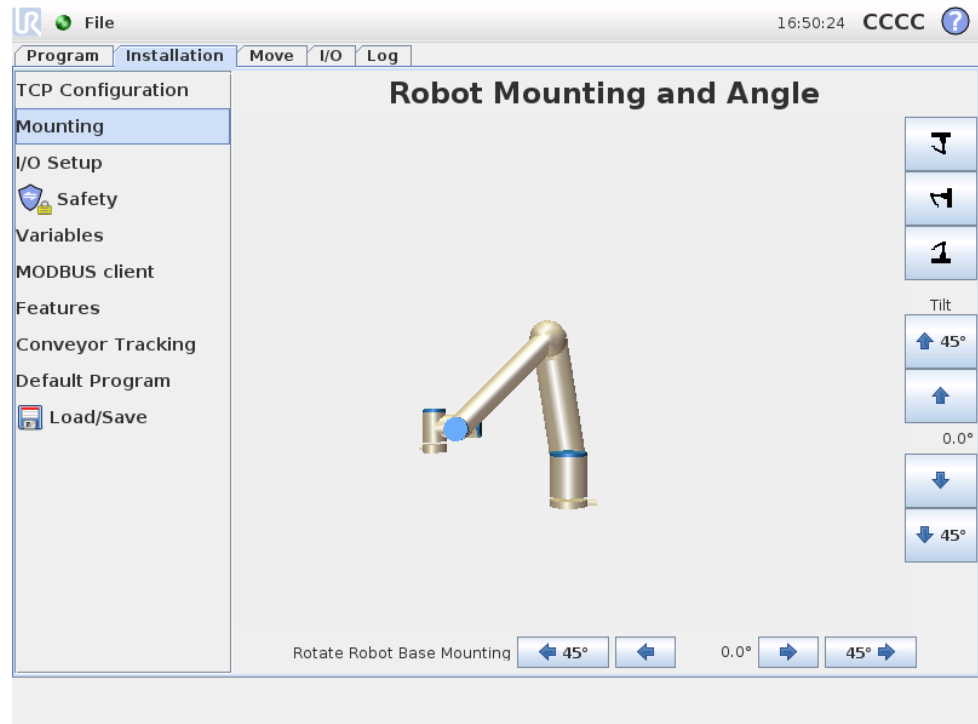 UR File 16:50:24 CCCC ?
Program Installation Move I/O Log
TCP Configuration
Mounting
I/O Setup
Safety
Variables
MODBUS client
Features
Conveyor Tracking
Default Program
Load/Save
Robot Mounting and Angle
Tilt
45°
0.0°
45°
Rotate Robot Base Mounting 45° 0.0° 45°